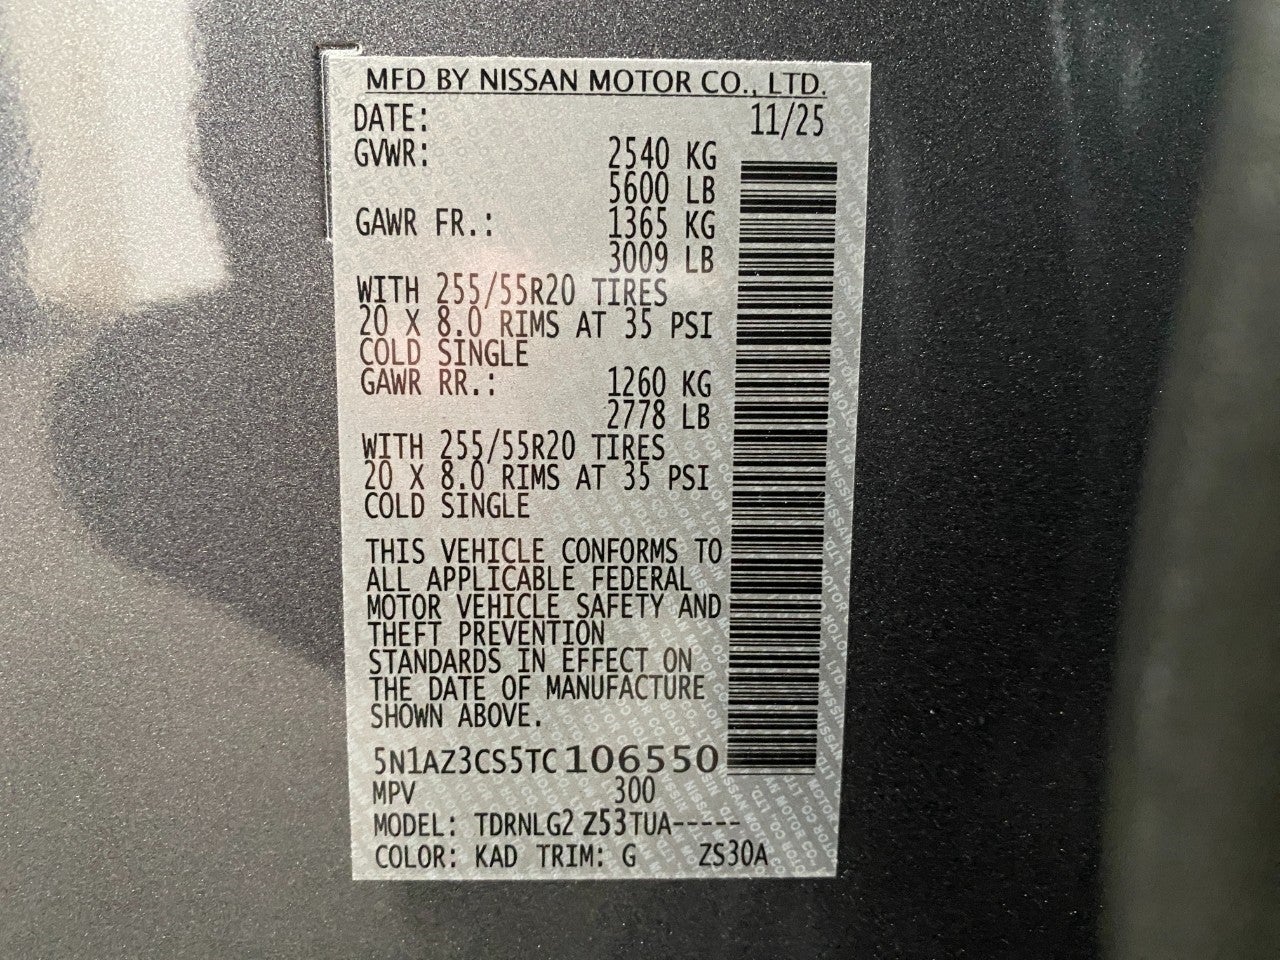 MFD BY NISSAN MOTOR CO., LTD.
DATE: 11/25
GVWR: 2540 KG
5600 LB
GAWR FR.: 1365 KG
3009 LB
WITH 255/55R20 TIRES
20 X 8.0 RIMS AT 35 PSI
COLD SINGLE
GAWR RR.: 1260 KG
2778 LB
WITH 255/55R20 TIRES
20 X 8.0 RIMS AT 35 PSI
COLD SINGLE
THIS VEHICLE CONFORMS TO
ALL APPLICABLE FEDERAL
MOTOR VEHICLE SAFETY AND
THEFT PREVENTION
STANDARDS IN EFFECT ON
THE DATE OF MANUFACTURE
SHOWN ABOVE.
5N1AZ3CS5TC106550
MPV 300
MODEL: TDRNLG2 Z53TUA-----
COLOR: KAD TRIM: G ZS30A